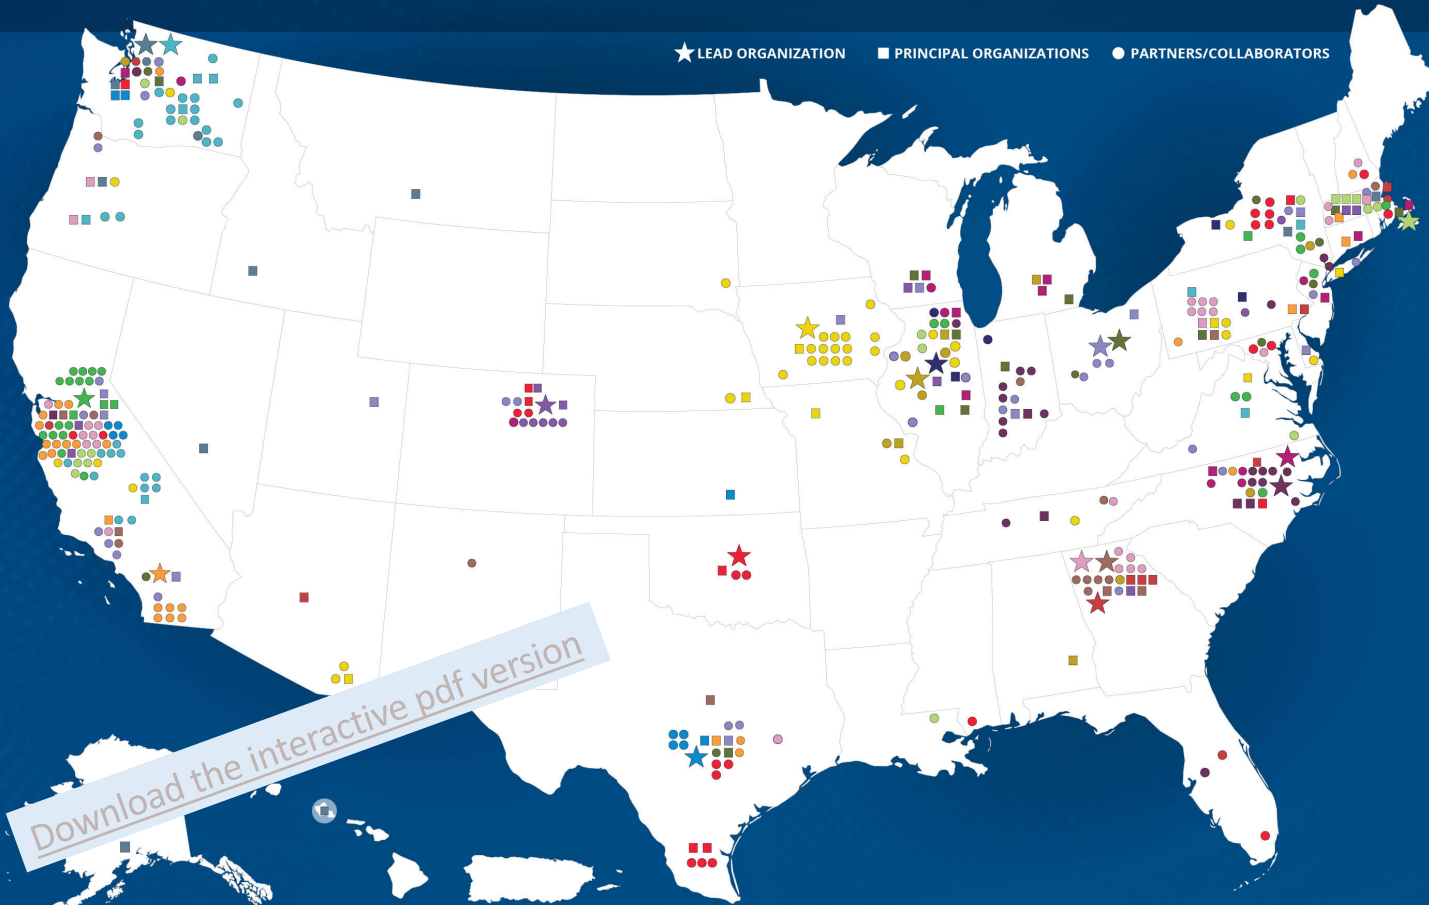 LEAD ORGANIZATION
PRINCIPAL ORGANIZATIONS
PARTNERS/COLLABORATORS
Download the interactive pdf version